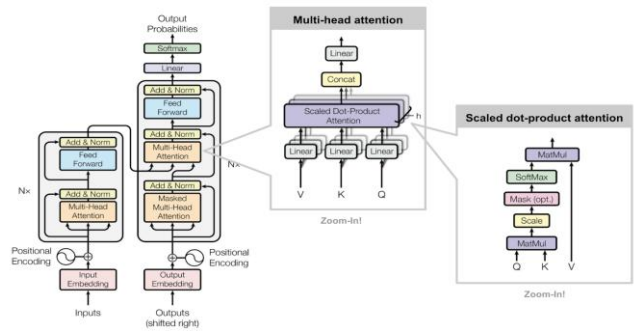 Output
Probabilities
Softmax
Linear
Add & Norm
Feed
Forward
Add & Norm
Multi-Head
Attention
Add & Norm
Masked
Multi-Head
Attention
Nx
Positional
Encoding
Output
Embedding
Outputs
(shifted right)
Add & Norm
Feed
Forward
Nx
Add & Norm
Multi-Head
Attention
Positional
Encoding
Input
Embedding
Inputs
Multi-head attention
Linear
Concat
Scaled Dot-Product
Attention
h
Linear
Linear
Linear
V
K
Q
Zoom-In!
Scaled dot-product attention
MatMul
SoftMax
Mask (opt.)
Scale
MatMul
Q
K
V
Zoom-In!